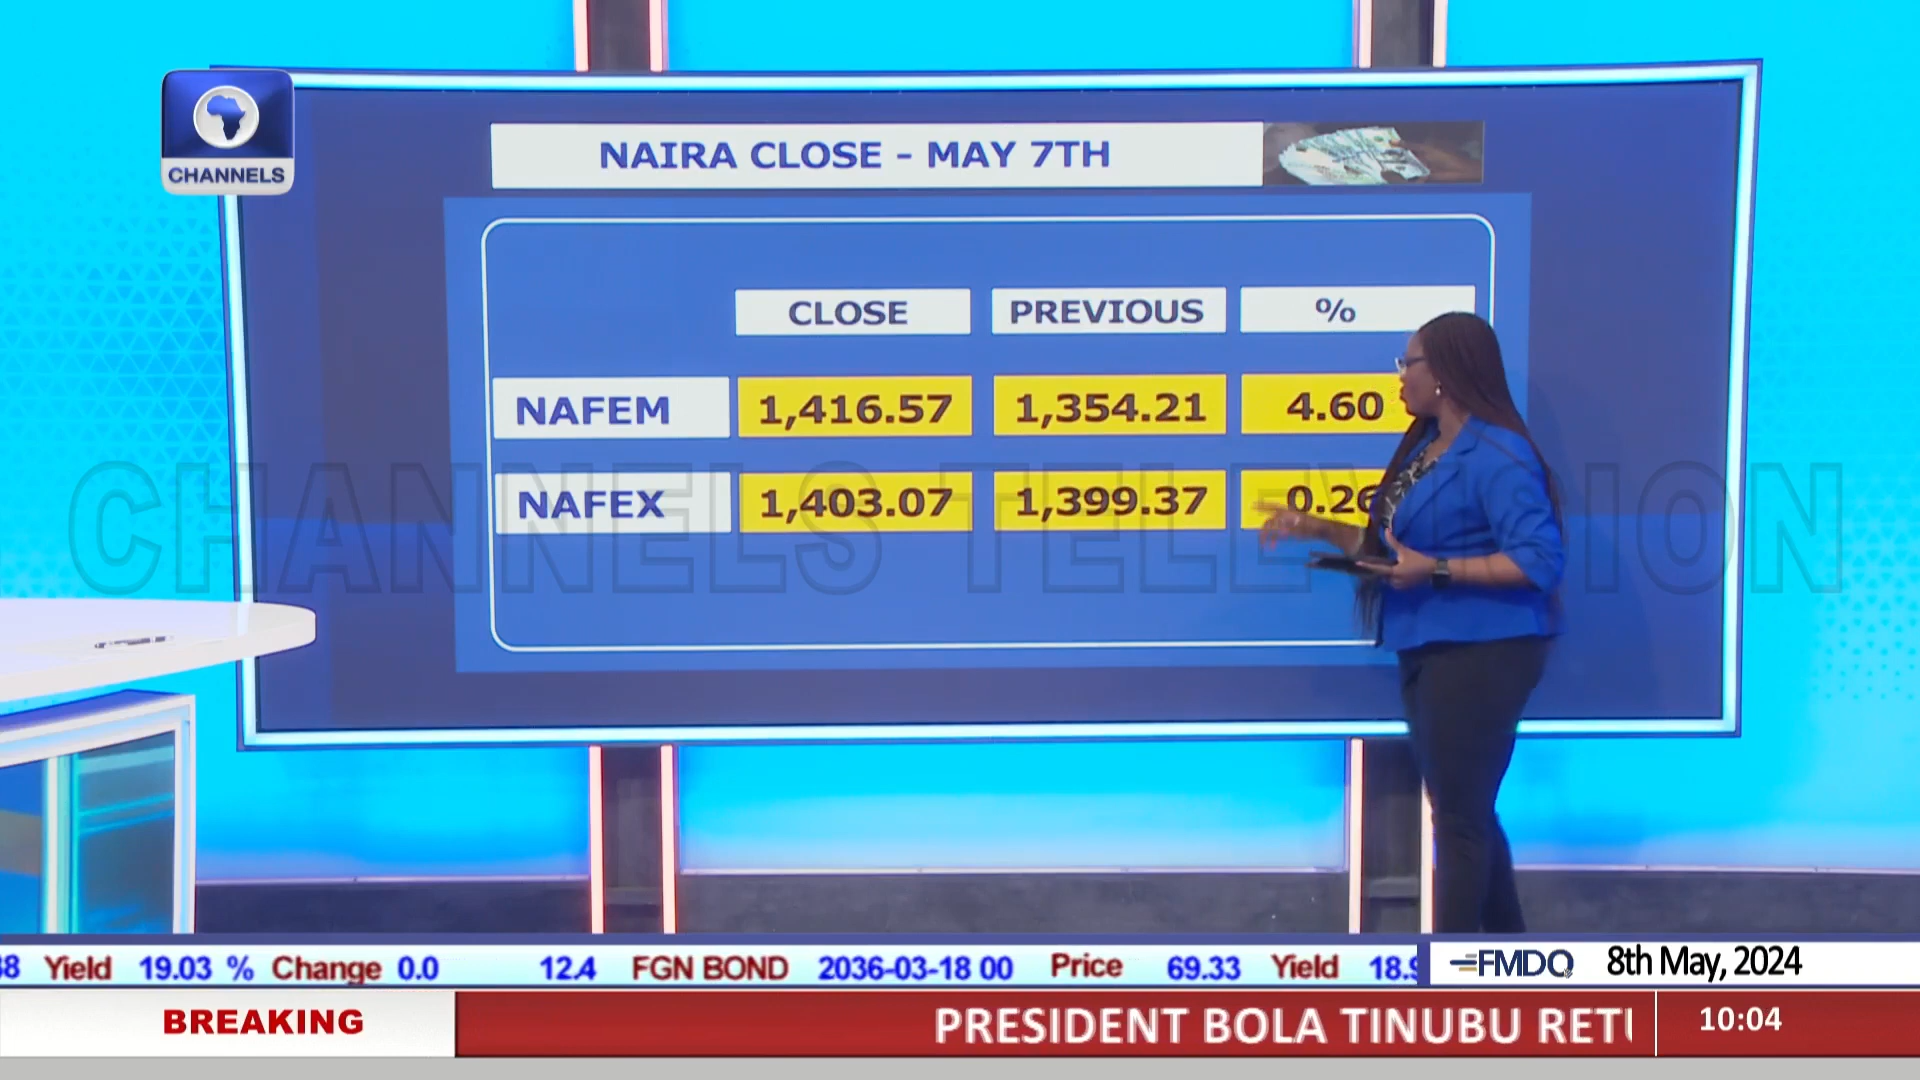 CHANNELS
NAIRA CLOSE - MAY 7TH
CLOSE PREVIOUS %
NAFEM 1,416.57 1,354.21 4.60
NAFEX 1,403.07 1,399.37 0.26
CHANNELS TELEVISION
Yield 19.03 % Change 0.0 12.4 FGN BOND 2036-03-18 00 Price 69.33 Yield
FMDQ 8th May, 2024
BREAKING PRESIDENT BOLA TINUBU 10:04